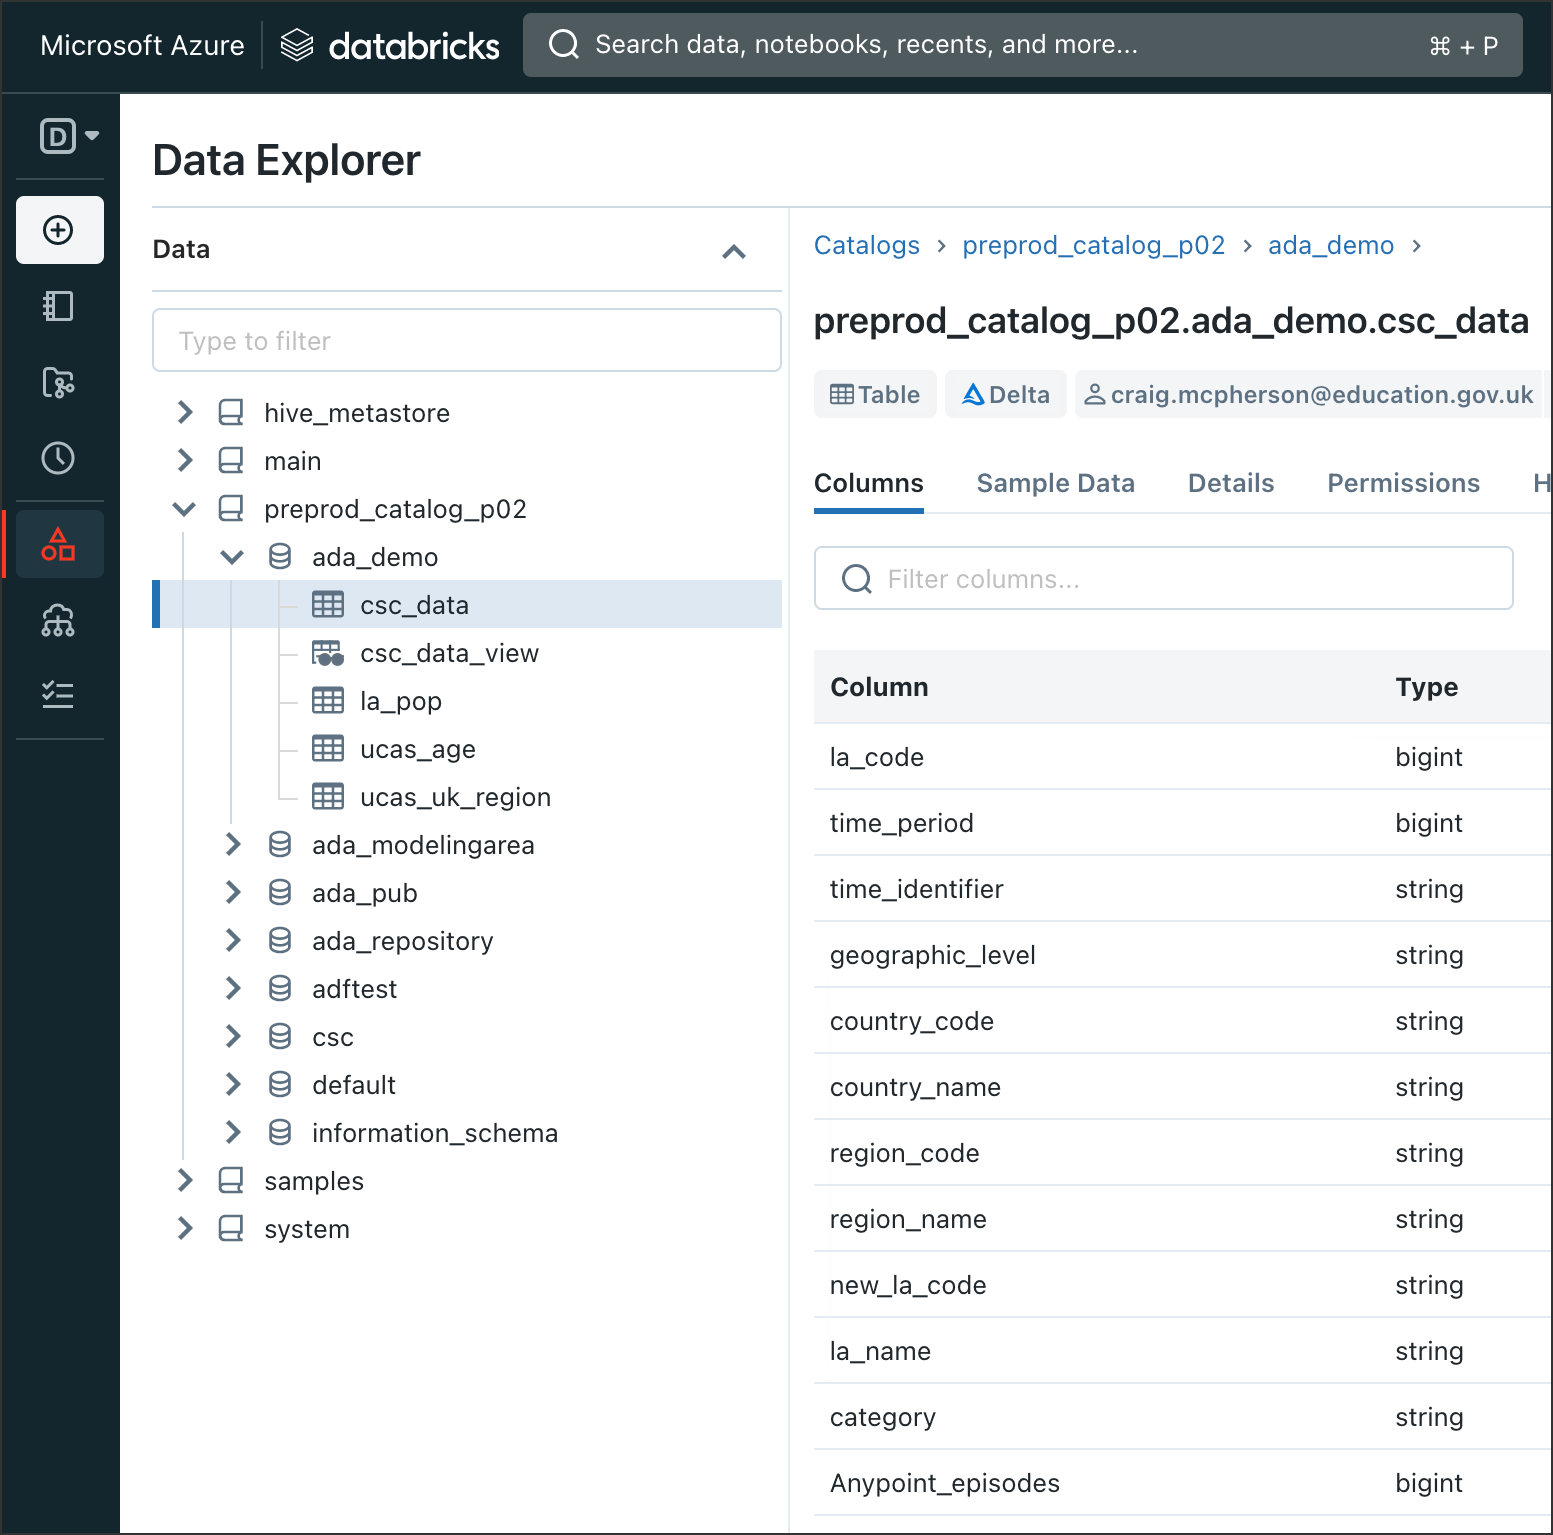 Microsoft Azure databricks Search data, notebooks, recents, and more... ⌘ + P
D
Data Explorer
Data
Type to filter
hive_metastore
main
preprod_catalog_p02
ada_demo
csc_data
csc_data_view
la_pop
ucas_age
ucas_uk_region
ada_modelingarea
ada_pub
ada_repository
adftest
csc
default
information_schema
samples
system
Catalogs > preprod_catalog_p02 > ada_demo >
preprod_catalog_p02.ada_demo.csc_data
Table Delta craig.mcpherson@education.gov.uk
Columns Sample Data Details Permissions H
Filter columns...
Column Type
la_code bigint
time_period bigint
time_identifier string
geographic_level string
country_code string
country_name string
region_code string
region_name string
new_la_code string
la_name string
category string
Anypoint_episodes bigint